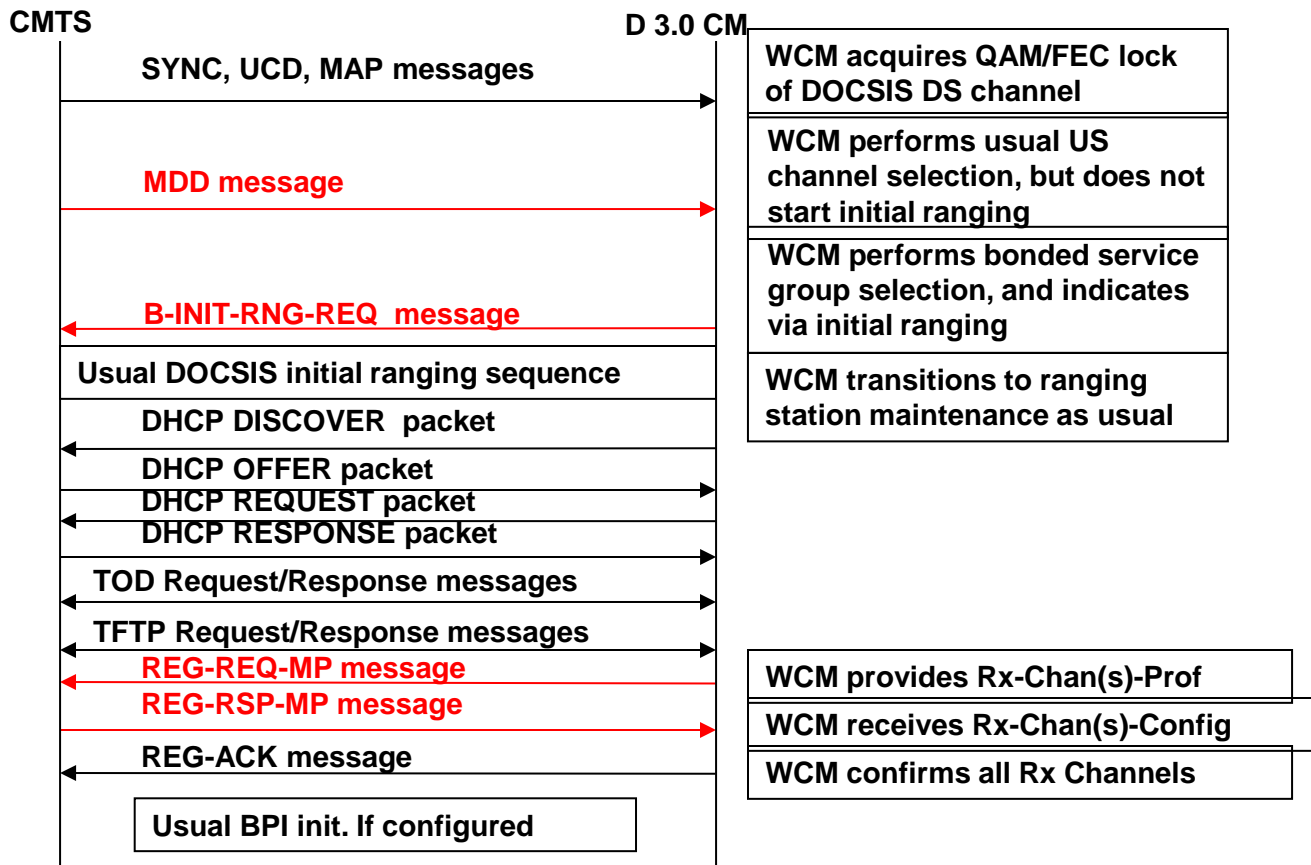 CMTS
D 3.0 CM
SYNC, UCD, MAP messages
WCM acquires QAM/FEC lock
of DOCSIS DS channel
MDD message
WCM performs usual US
channel selection, but does not
start initial ranging
B-INIT-RNG-REQ message
WCM performs bonded service
group selection, and indicates
via initial ranging
Usual DOCSIS initial ranging sequence
WCM transitions to ranging
station maintenance as usual
DHCP DISCOVER packet
DHCP OFFER packet
DHCP REQUEST packet
DHCP RESPONSE packet
TOD Request/Response messages
TFTP Request/Response messages
REG-REQ-MP message
WCM provides Rx-Chan(s)-Prof
REG-RSP-MP message
WCM receives Rx-Chan(s)-Config
REG-ACK message
WCM confirms all Rx Channels
Usual BPI init. If configured